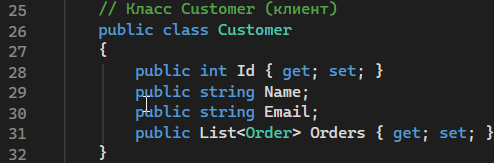 25 // Класс Customer (клиент)
26 public class Customer
27 {
28 public int Id { get; set; }
29 public string Name;
30 public string Email;
31 public List<Order> Orders { get; set; }
32 }